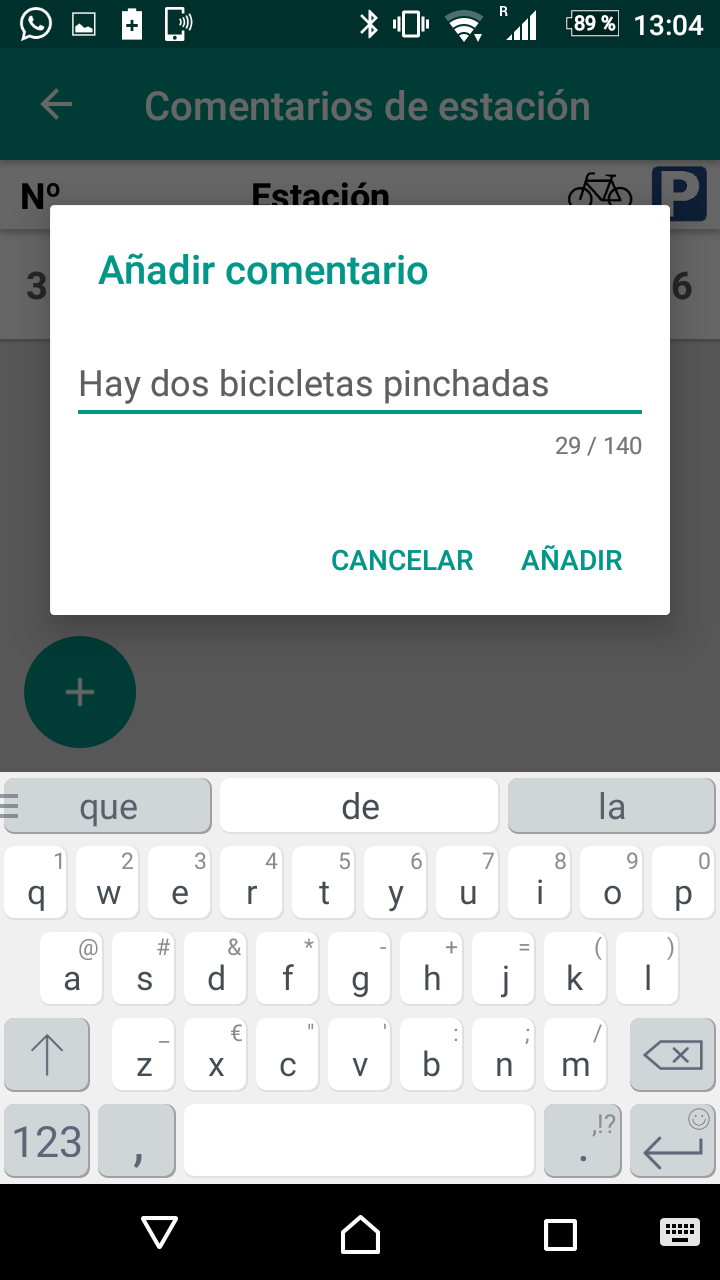 R 89 % 13:04
Comentarios de estación
Nº Estación P
3 6
Añadir comentario
Hay dos bicicletas pinchadas
29 / 140
CANCELAR AÑADIR
+
que de la
1 2 3 4 5 6 7 8 9 0
q w e r t y u i o p
@ # & * - + = ( )
a s d f g h j k l
_ € " ' : ; /
z x c v b n m
,!?
123 , .